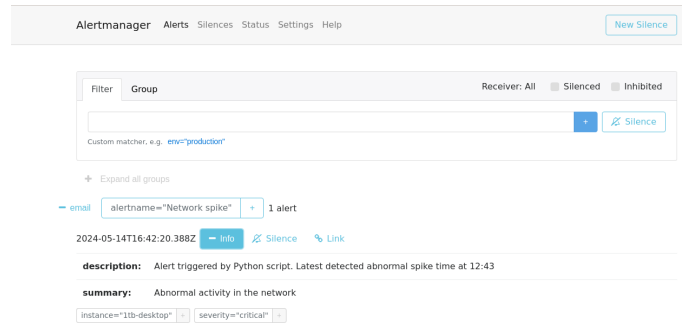 Alertmanager Alerts Silences Status Settings Help New Silence
Filter Group Receiver: All Silenced Inhibited
+ Silence
Custom matcher, e.g. env="production"
+ Expand all groups
− email alertname="Network spike" + 1 alert
2024-05-14T16:42:20.388Z − Info Silence Link
description: Alert triggered by Python script. Latest detected abnormal spike time at 12:43
summary: Abnormal activity in the network
instance="1tb-desktop" + severity="critical" +